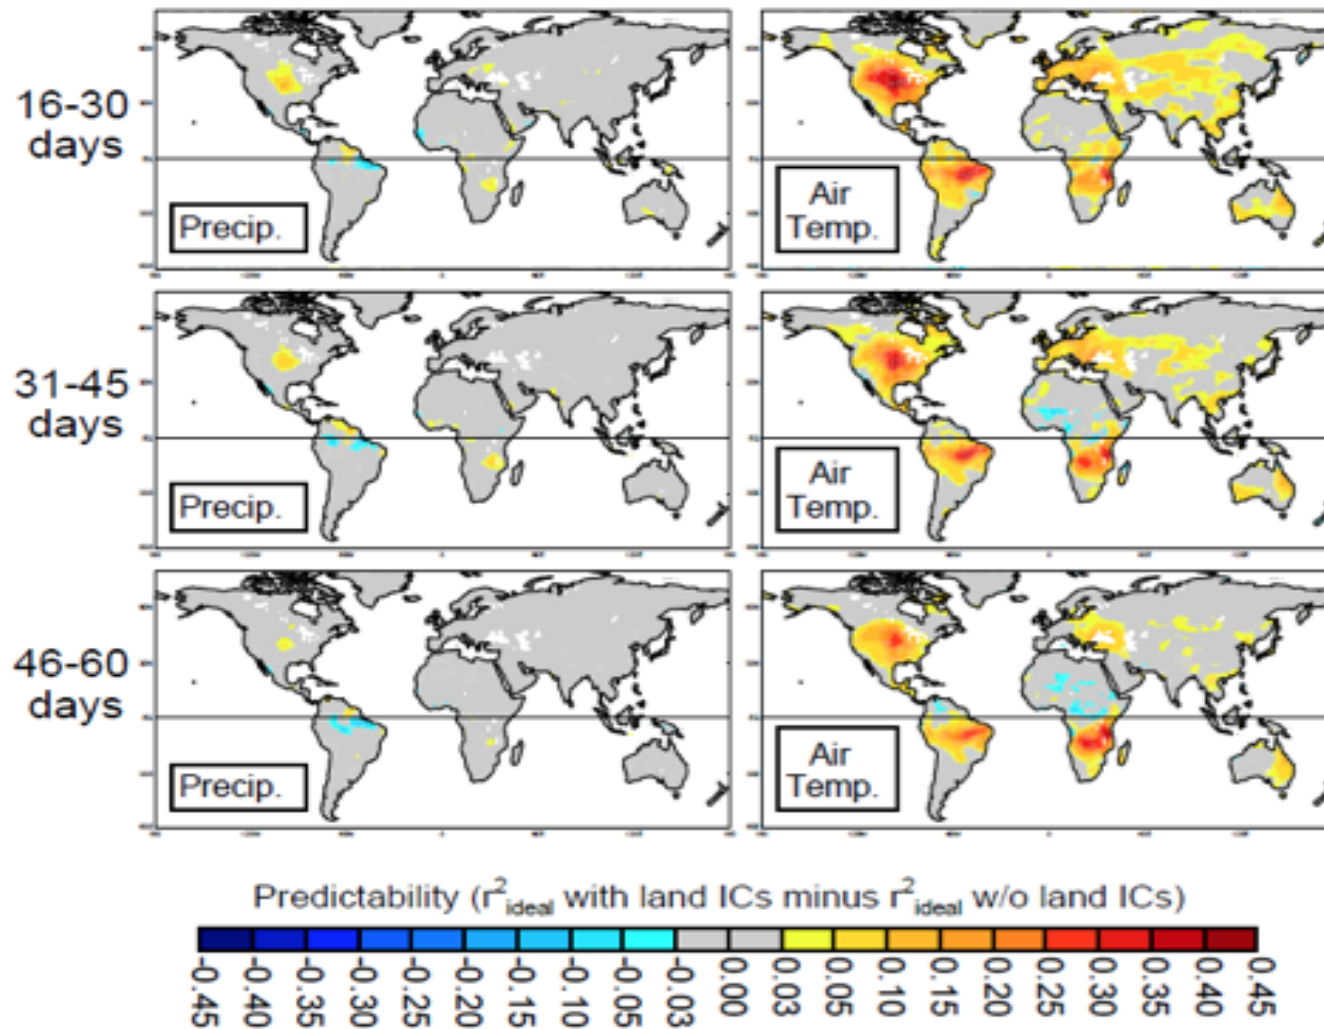 16-30
days
Precip.
Air
Temp.
31-45
days
Precip.
Air
Temp.
46-60
days
Precip.
Air
Temp.
Predictability (r²ideal with land ICs minus r²ideal w/o land ICs)
-0.45
-0.40
-0.35
-0.30
-0.25
-0.20
-0.15
-0.10
-0.05
-0.03
0.00
0.03
0.05
0.10
0.15
0.20
0.25
0.30
0.35
0.40
0.45